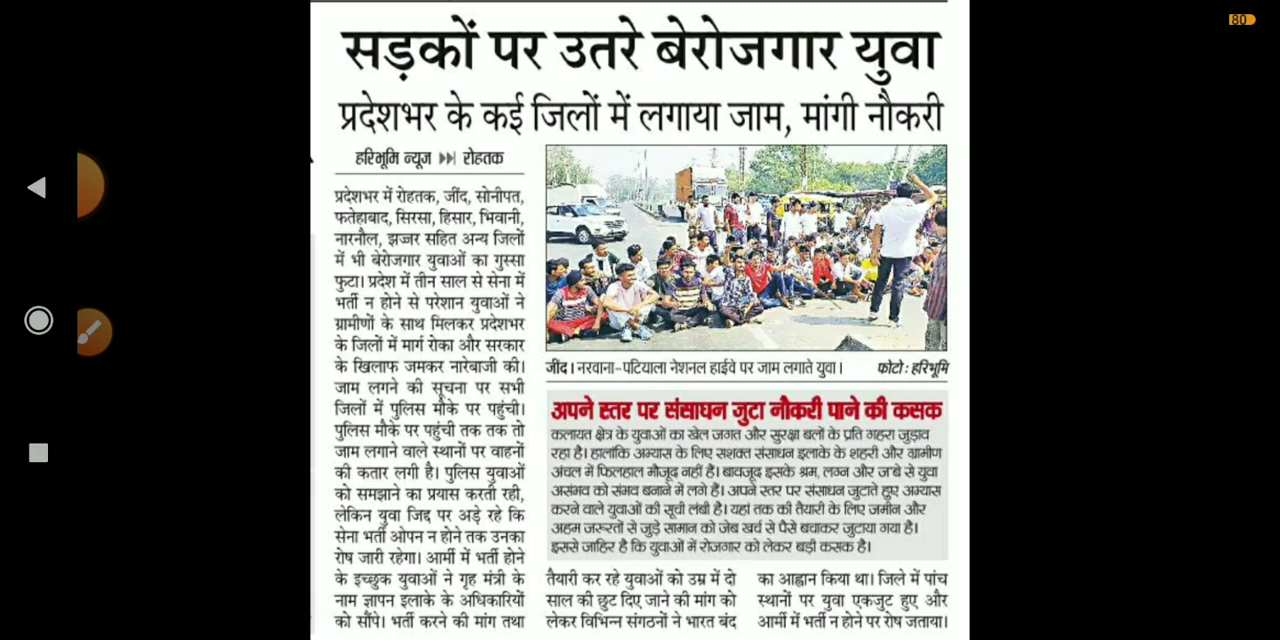 80
सड़कों पर उतरे बेरोजगार युवा
प्रदेशभर के कई जिलों में लगाया जाम, मांगी नौकरी
हरिभूमि न्यूज ▶▶| रोहतक
प्रदेशभर में रोहतक, जींद, सोनीपत,
फतेहाबाद, सिरसा, हिसार, भिवानी,
नारनौल, झज्जर सहित अन्य जिलों
में भी बेरोजगार युवाओं का गुस्सा
फुटा। प्रदेश में तीन साल से सेना में
भर्ती न होने से परेशान युवाओं ने
ग्रामीणों के साथ मिलकर प्रदेशभर
के जिलों में मार्ग रोका और सरकार
के खिलाफ जमकर नारेबाजी की।
जाम लगने की सूचना पर सभी
जिलों में पुलिस मौके पर पहुंची।
पुलिस मौके पर पहुंची तक तक तो
जाम लगाने वाले स्थानों पर वाहनों
की कतार लगी है। पुलिस युवाओं
को समझाने का प्रयास करती रही,
लेकिन युवा जिद्द पर अड़े रहे कि
सेना भर्ती ओपन न होने तक उनका
रोष जारी रहेगा। आर्मी में भर्ती होने
के इच्छुक युवाओं ने गृह मंत्री के
नाम ज्ञापन इलाके के अधिकारियों
को सौंपे। भर्ती करने की मांग तथा
जींद। नरवाना-पटियाला नेशनल हाईवे पर जाम लगाते युवा। फोटो : हरिभूमि
अपने स्तर पर संसाधन जुटा नौकरी पाने की कसक
कलायत क्षेत्र के युवाओं का खेल जगत और सुरक्षा बलों के प्रति गहरा जुड़ाव
रहा है। हालांकि अभ्यास के लिए सशक्त संसाधन इलाके के शहरी और ग्रामीण
अंचल में फिलहाल मौजूद नहीं हैं। बावजूद इसके श्रम, लग्न और ज'बे से युवा
असंभव को संभव बनाने में लगे हैं। अपने स्तर पर संसाधन जुटाते हुए अभ्यास
करने वाले युवाओं की सूची लंबी है। यहां तक की तैयारी के लिए जमीन और
अहम जरूरतों से जुड़े सामान को जेब खर्च से पैसे बचाकर जुटाया गया है।
इससे जाहिर है कि युवाओं में रोजगार को लेकर बड़ी कसक है।
तैयारी कर रहे युवाओं को उम्र में दो
साल की छुट दिए जाने की मांग को
लेकर विभिन्न संगठनों ने भारत बंद
का आह्वान किया था। जिले में पांच
स्थानों पर युवा एकजुट हुए और
आर्मी में भर्ती न होने पर रोष जताया।